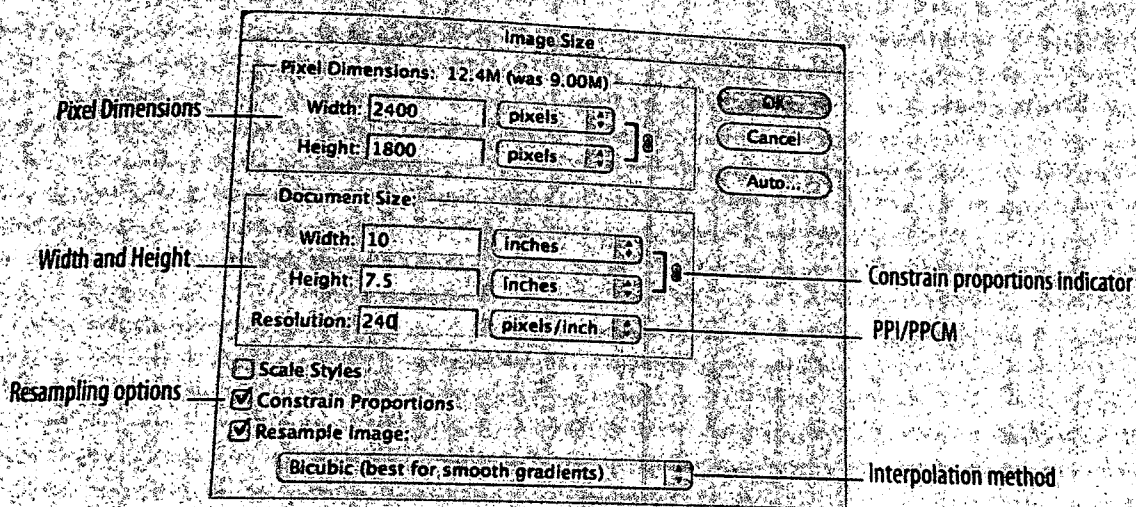 Image Size
Pixel Dimensions: 12.4M (was 9.00M)
OK
Pixel Dimensions
Width: 2400 pixels
Cancel
Height: 1800 pixels
Auto...
Document Size:
Width: 10 inches
Width and Height
Height: 7.5 inches
Constrain proportions indicator
Resolution: 240 pixels/inch
PPI/PPCM
Scale Styles
Resampling options
Constrain Proportions
Resample Image:
Bicubic (best for smooth gradients)
Interpolation method